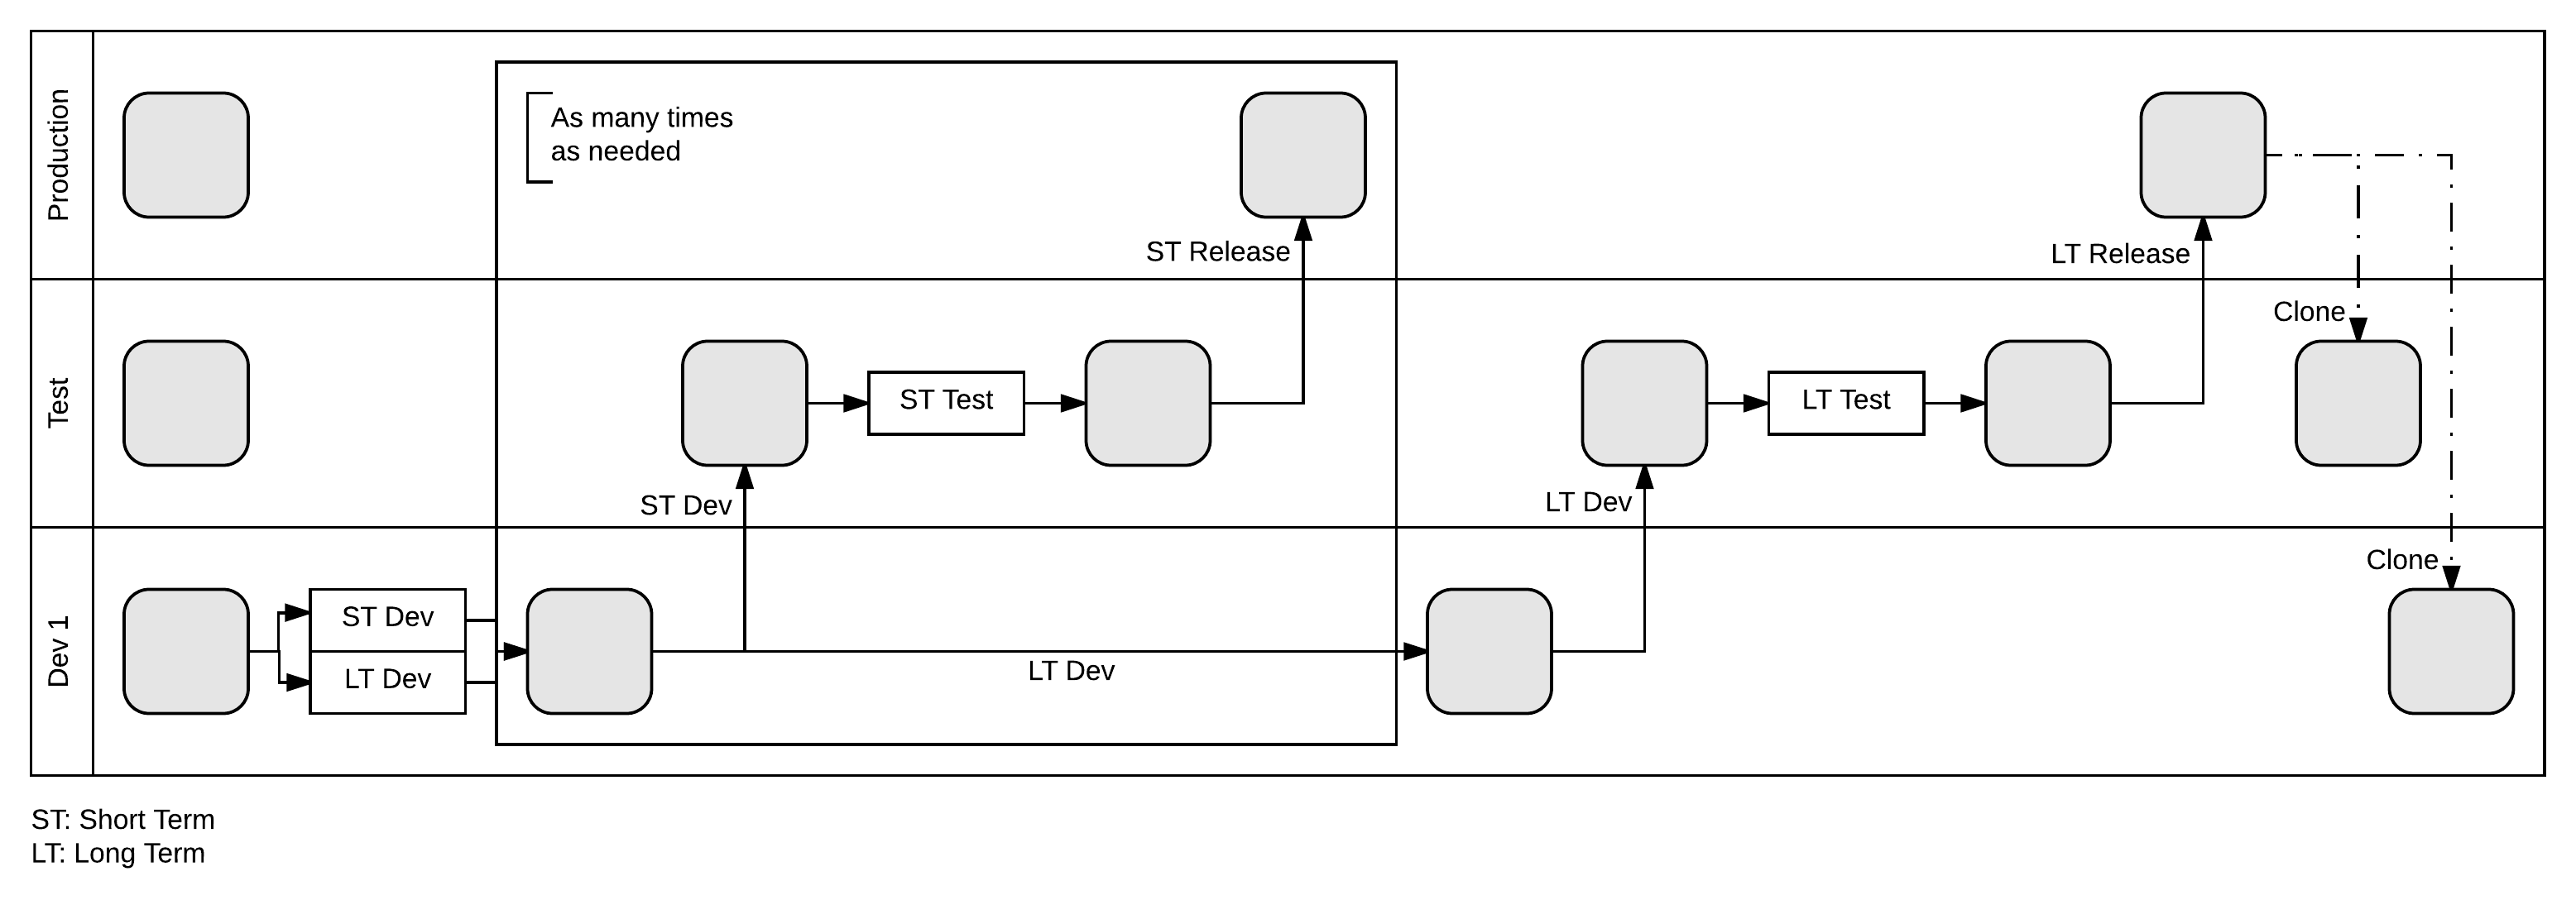 Production
As many times
as needed
ST Release
LT Release
Test
Clone
ST Test
LT Test
ST Dev
LT Dev
Dev 1
Clone
ST Dev
LT Dev
LT Dev
ST: Short Term
LT: Long Term